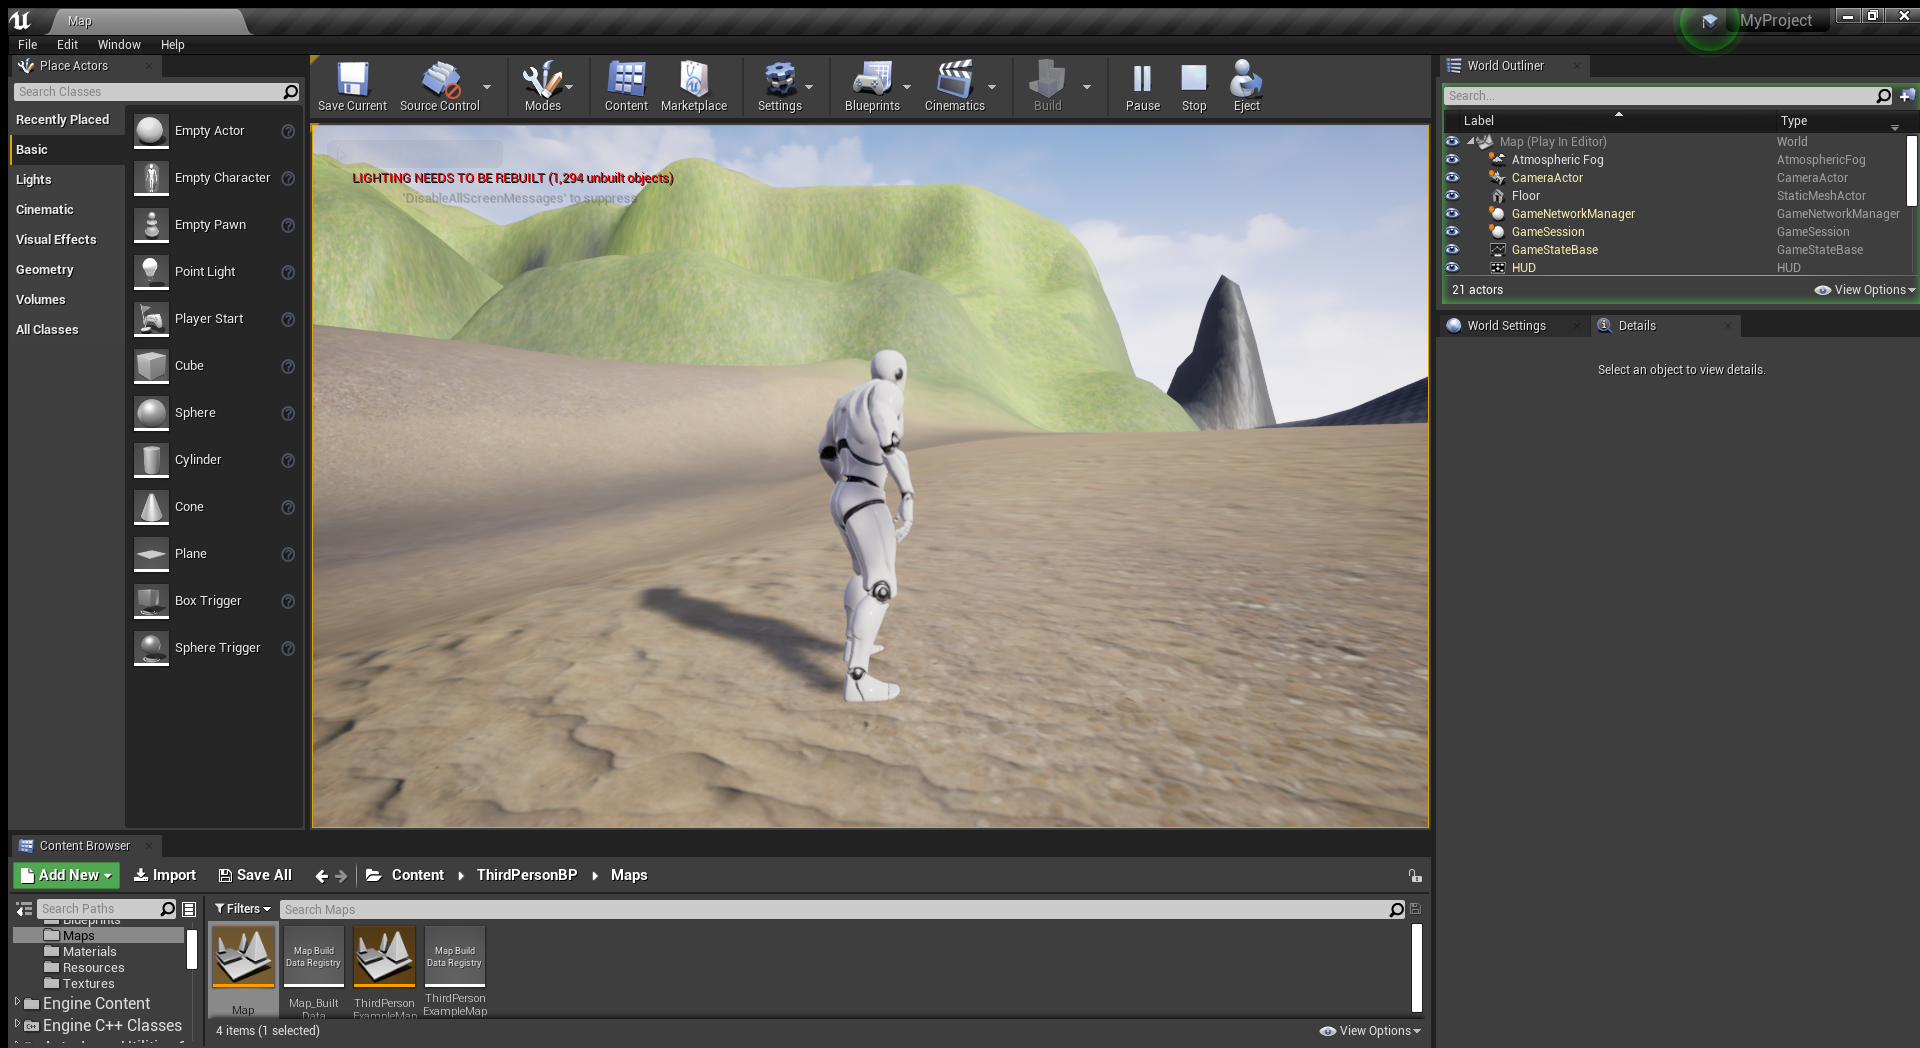 Map
MyProject
File Edit Window Help
Place Actors
Search Classes
Recently Placed
Basic
Lights
Cinematic
Visual Effects
Geometry
Volumes
All Classes
Empty Actor
Empty Character
Empty Pawn
Point Light
Player Start
Cube
Sphere
Cylinder
Cone
Plane
Box Trigger
Sphere Trigger
Save Current Source Control Modes Content Marketplace Settings Blueprints Cinematics Build Pause Stop Eject
LIGHTING NEEDS TO BE REBUILT (1,294 unbuilt objects)
'DisableAllScreenMessages' to suppress
World Outliner
Search...
Label Type
Map (Play In Editor) World
Atmospheric Fog AtmosphericFog
CameraActor CameraActor
Floor StaticMeshActor
GameNetworkManager GameNetworkManager
GameSession GameSession
GameStateBase GameStateBase
HUD HUD
21 actors View Options
World Settings Details
Select an object to view details.
Content Browser
Add New Import Save All Content ThirdPersonBP Maps
Search Paths
Blueprints
Maps
Materials
Resources
Textures
Engine Content
Engine C++ Classes
Filters Search Maps
Map Build
Data Registry
Map Build
Data Registry
Map
Map_Built
Data
ThirdPerson
ExampleMap
ThirdPerson
ExampleMap
4 items (1 selected) View Options